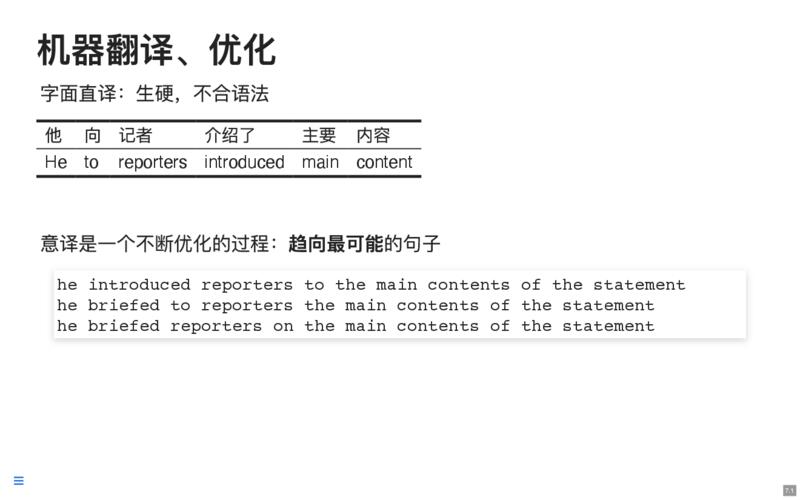 机器翻译、优化
字面直译：生硬，不合语法
他 向 记者 介绍了 主要 内容
He to reporters introduced main content
意译是一个不断优化的过程：趋向最可能的句子
he introduced reporters to the main contents of the statement
he briefed to reporters the main contents of the statement
he briefed reporters on the main contents of the statement
7.1